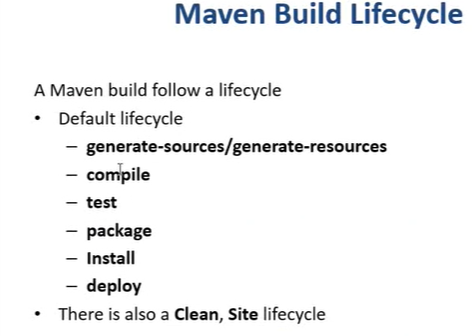 Maven Build Lifecycle
A Maven build follow a lifecycle
• Default lifecycle
– generate-sources/generate-resources
– compile
– test
– package
– Install
– deploy
• There is also a Clean, Site lifecycle